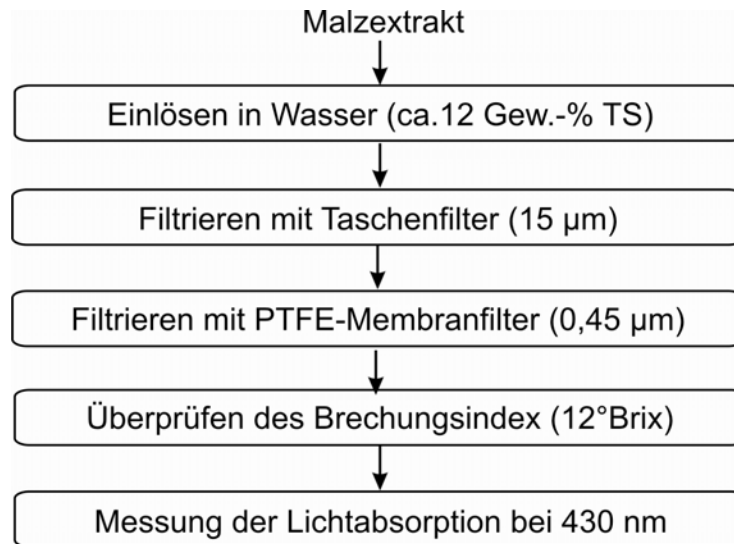 Malzextrakt
Einlösen in Wasser (ca.12 Gew.-% TS)
Filtrieren mit Taschenfilter (15 µm)
Filtrieren mit PTFE-Membranfilter (0,45 µm)
Überprüfen des Brechungsindex (12°Brix)
Messung der Lichtabsorption bei 430 nm